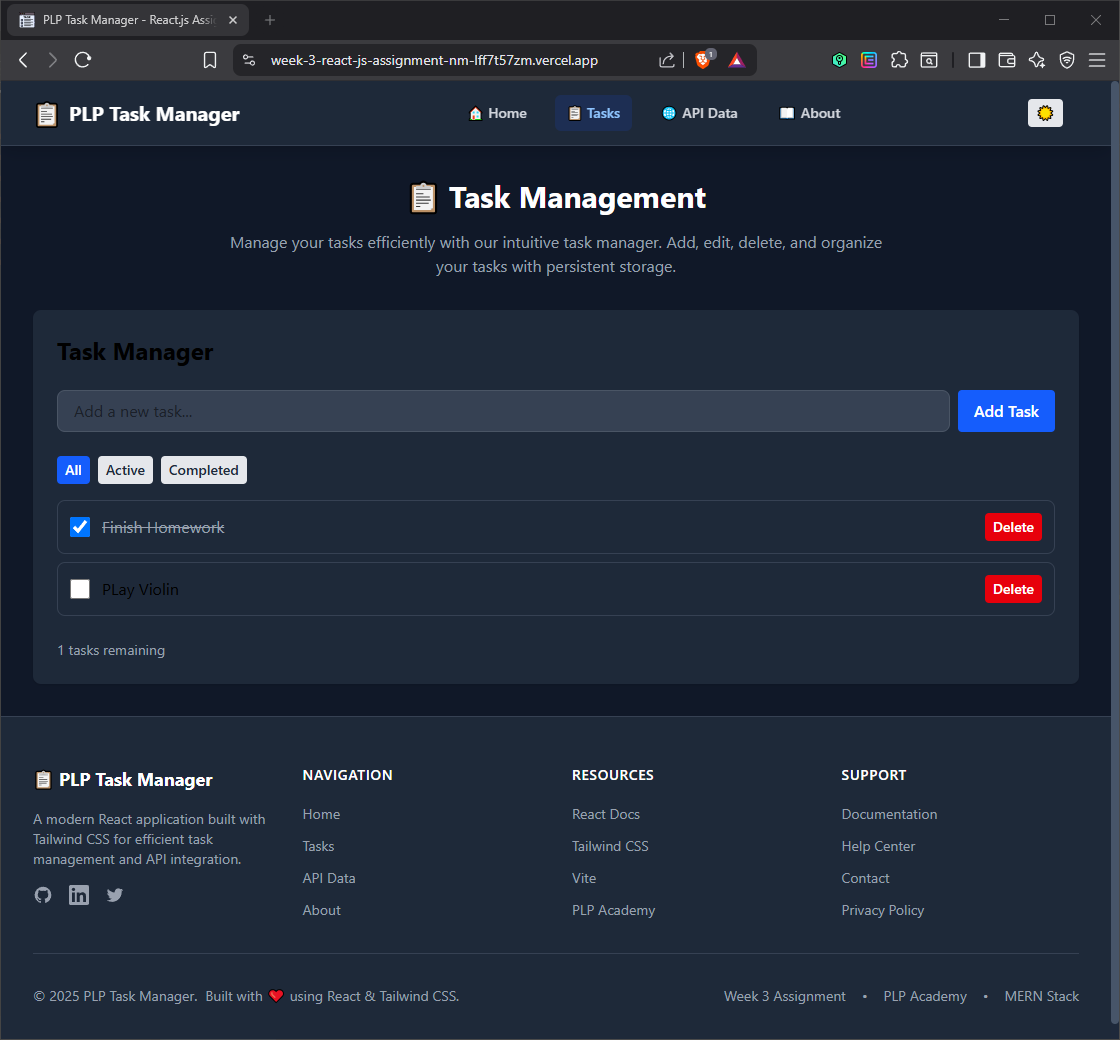 PLP Task Manager - React.js Assi
week-3-react-js-assignment-nm-lff7t57zm.vercel.app
1
PLP Task Manager
Home
Tasks
API Data
About
Task Management
Manage your tasks efficiently with our intuitive task manager. Add, edit, delete, and organize
your tasks with persistent storage.
Task Manager
Add a new task...
Add Task
All
Active
Completed
Finish Homework
Delete
PLay Violin
Delete
1 tasks remaining
PLP Task Manager
A modern React application built with
Tailwind CSS for efficient task
management and API integration.
NAVIGATION
Home
Tasks
API Data
About
RESOURCES
React Docs
Tailwind CSS
Vite
PLP Academy
SUPPORT
Documentation
Help Center
Contact
Privacy Policy
© 2025 PLP Task Manager. Built with ❤️ using React & Tailwind CSS.
Week 3 Assignment • PLP Academy • MERN Stack